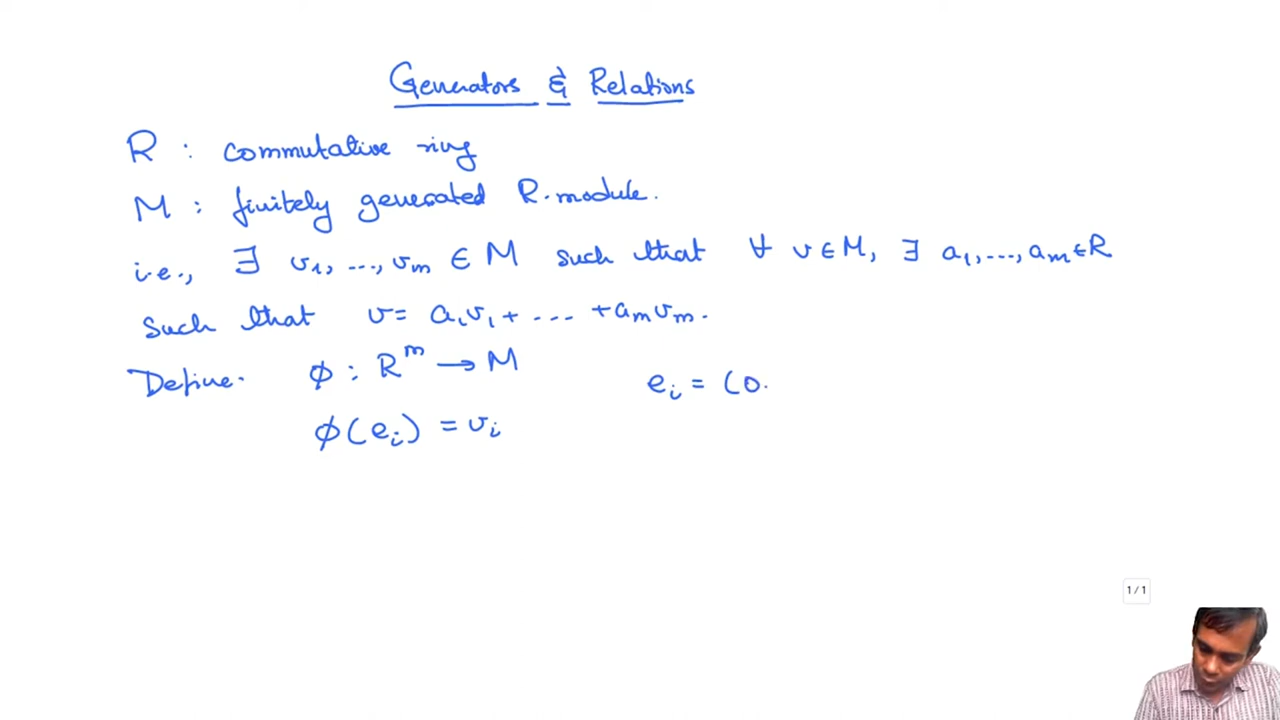 Generators & Relations
R : commutative ring
M : finitely generated R-module.
i.e., ∃ v₁, ..., vₘ ∈ M such that ∀ v ∈ M, ∃ a₁, ..., aₘ ∈ R
Such that v = a₁v₁ + ... + aₘvₘ.
Define. φ : Rᵐ → M eᵢ = (0.
φ(eᵢ) = vᵢ
1/1